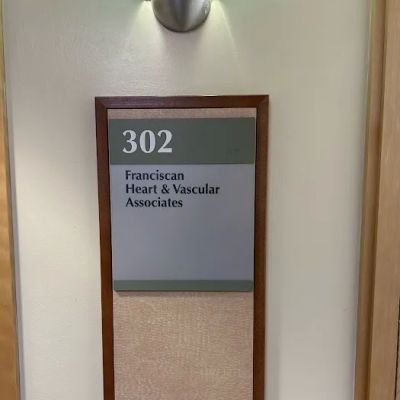 302
Franciscan
Heart & Vascular
Associates